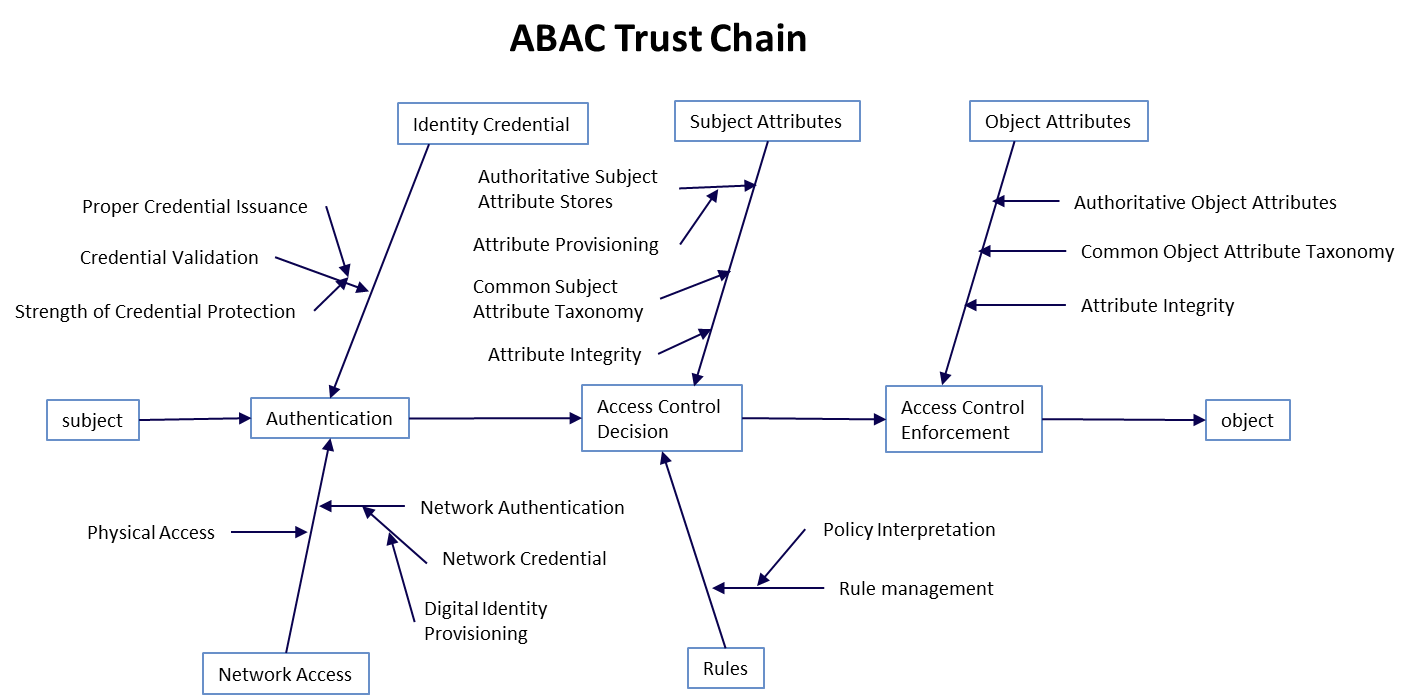 ABAC Trust Chain
Identity Credential
Subject Attributes
Object Attributes
Proper Credential Issuance
Credential Validation
Strength of Credential Protection
Authoritative Subject
Attribute Stores
Attribute Provisioning
Common Subject
Attribute Taxonomy
Attribute Integrity
Authoritative Object Attributes
Common Object Attribute Taxonomy
Attribute Integrity
subject
Authentication
Access Control
Decision
Access Control
Enforcement
object
Physical Access
Network Authentication
Network Credential
Digital Identity
Provisioning
Policy Interpretation
Rule management
Network Access
Rules